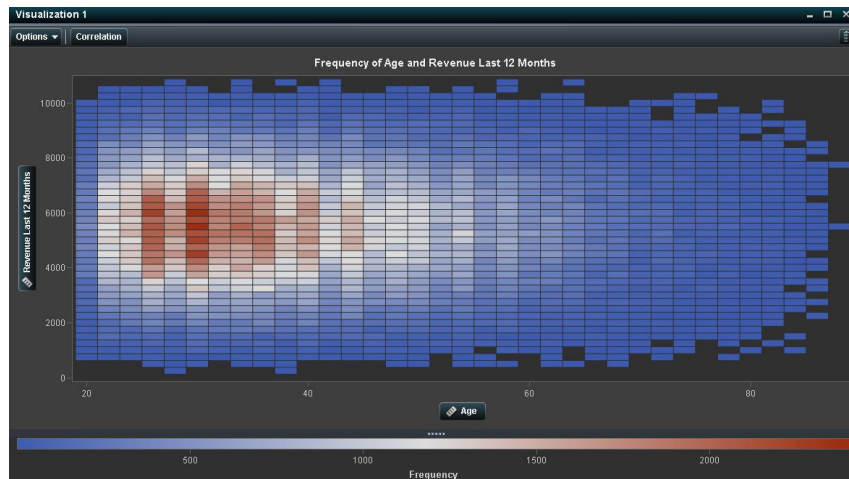 Visualization 1
Options
Correlation
Frequency of Age and Revenue Last 12 Months
Revenue Last 12 Months
10000
8000
6000
4000
2000
0
20
40
60
80
Age
500
1000
1500
2000
Frequency